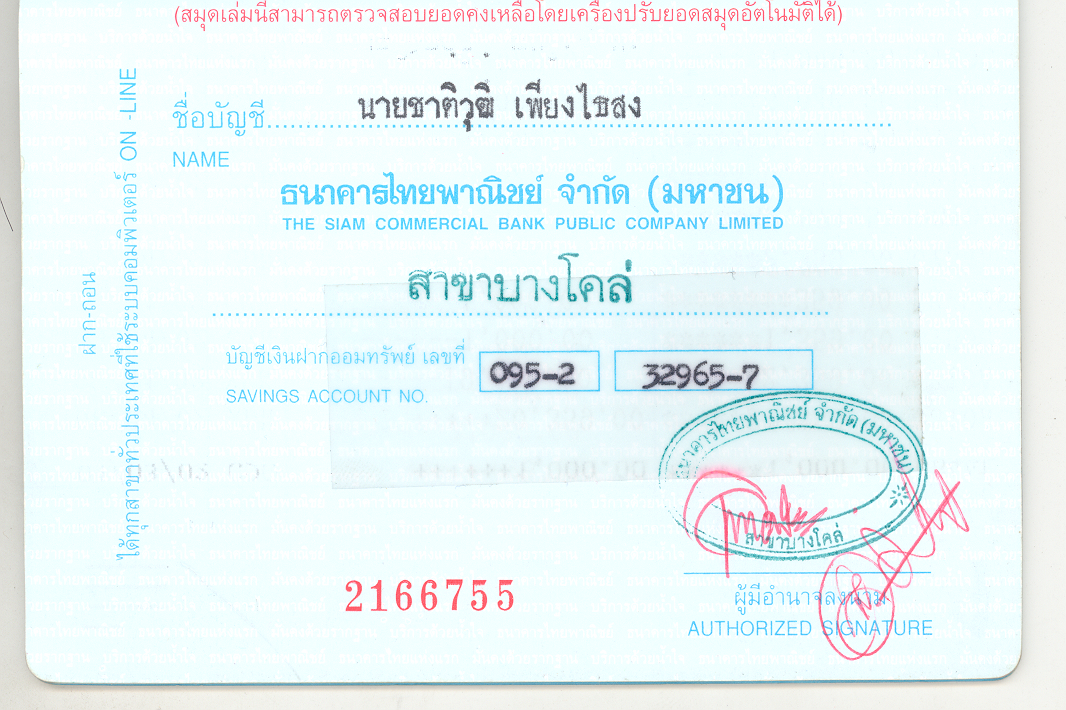 (สมุดเล่มนี้สามารถตรวจสอบยอดคงเหลือโดยเครื่องปรับยอดสมุดอัตโนมัติได้)
ชื่อบัญชี นายชาติวุฒิ เพียงไธสง
NAME
ธนาคารไทยพาณิชย์ จำกัด (มหาชน)
THE SIAM COMMERCIAL BANK PUBLIC COMPANY LIMITED
สาขาบางโคล่
บัญชีเงินฝากออมทรัพย์ เลขที่ 095-2 32965-7
SAVINGS ACCOUNT NO.
ธนาคารไทยพาณิชย์ จำกัด (มหาชน)
สาขาบางโคล่
2166755
ผู้มีอำนาจลงนาม
AUTHORIZED SIGNATURE
ฝาก-ถอน
ได้ทุกสาขาทั่วประเทศที่ใช้ระบบคอมพิวเตอร์ ON -LINE